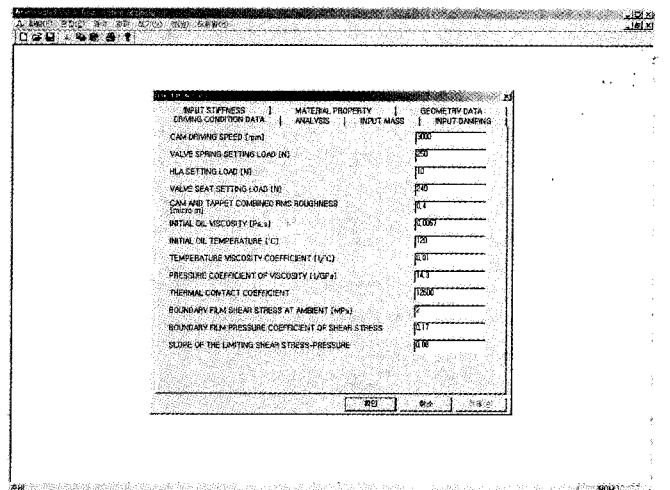 INPUT STIFFNESS MATERIAL PROPERTY GEOMETRY DATA
DRIVING CONDITION DATA ANALYSIS INPUT MASS INPUT DAMPING
CAM DRIVING SPEED [rpm] 3000
VALVE SPRING SETTING LOAD [N] 250
HLA SETTING LOAD [N] 10
VALVE SEAT SETTING LOAD [N] 240
CAM AND TAPPET COMBINED RMS ROUGHNESS
[micro m] 0,4
INITIAL OIL VISCOSITY [Pa,s] 0,0067
INITIAL OIL TEMPERATURE [℃] 120
TEMPERATURE VISCOSITY COEFFICIENT [1/℃] 0,01
PRESSURE COEFFICIENT OF VISCOSITY [1/GPa] 14,3
THERMAL CONTACT COEFFICIENT 12500
BOUNDARY FILM SHEAR STRESS AT AMBIENT [MPa] 2
BOUNDARY FILM PRESSURE COEFFICIENT OF SHEAR STRESS 0,17
SLOPE OF THE LIMITING SHEAR STRESS-PRESSURE 0,08
확인 취소
준비